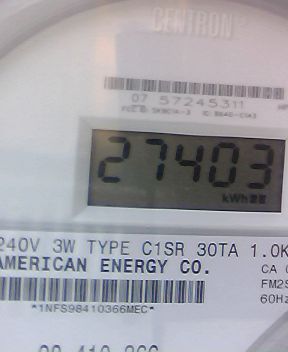 CENTRON
07 57245311
27403
kWh
240V 3W TYPE C1SR 30TA 1.0K
AMERICAN ENERGY CO. CA
FM2S
*1NFS98410366MEC* 60Hz